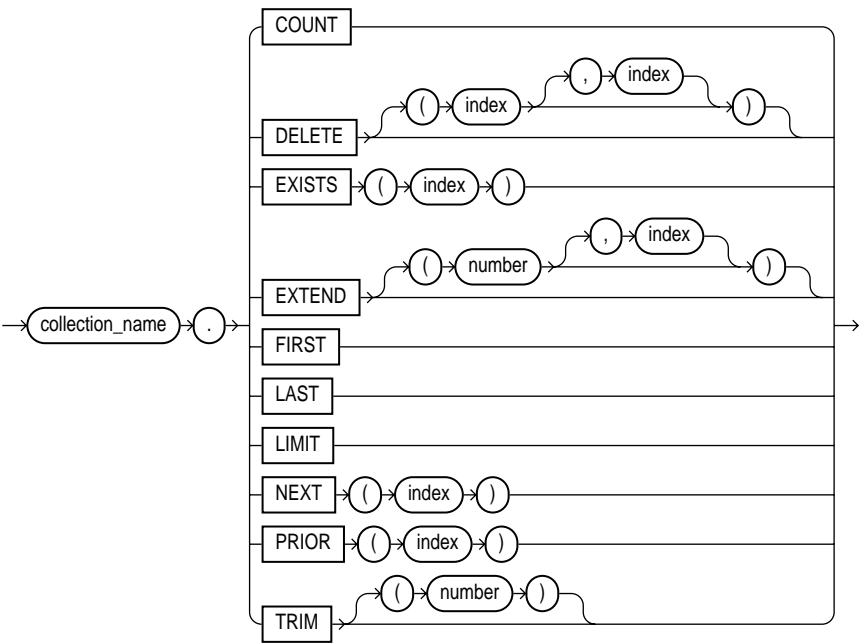 COUNT
DELETE ( index , index )
EXISTS ( index )
EXTEND ( number , index )
collection_name .
FIRST
LAST
LIMIT
NEXT ( index )
PRIOR ( index )
TRIM ( number )